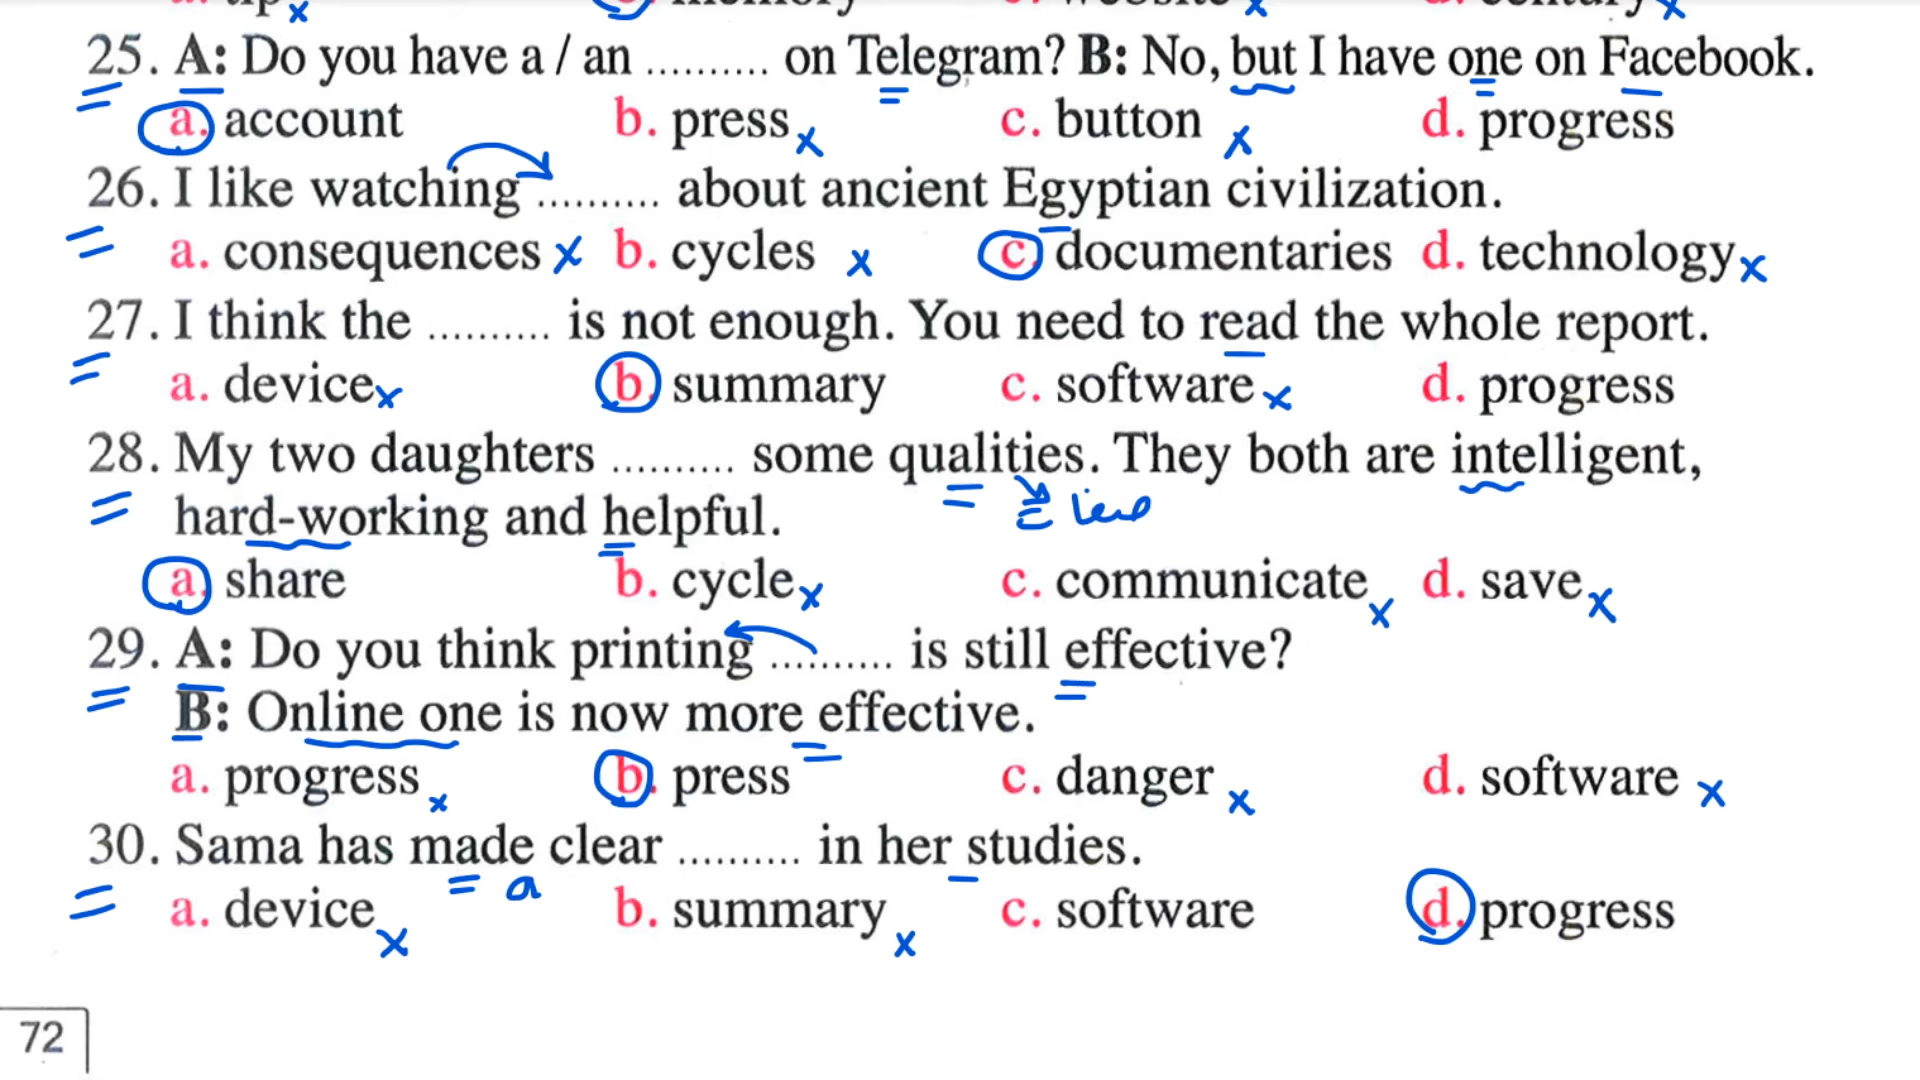 a. tip b. memory c. website d. century
25. A: Do you have a / an .......... on Telegram? B: No, but I have one on Facebook.
a. account b. press c. button d. progress
26. I like watching .......... about ancient Egyptian civilization.
a. consequences b. cycles c. documentaries d. technology
27. I think the .......... is not enough. You need to read the whole report.
a. device b. summary c. software d. progress
28. My two daughters .......... some qualities. They both are intelligent,
hard-working and helpful.
a. share b. cycle c. communicate d. save
29. A: Do you think printing .......... is still effective?
B: Online one is now more effective.
a. progress b. press c. danger d. software
30. Sama has made clear .......... in her studies.
a. device b. summary c. software d. progress
72